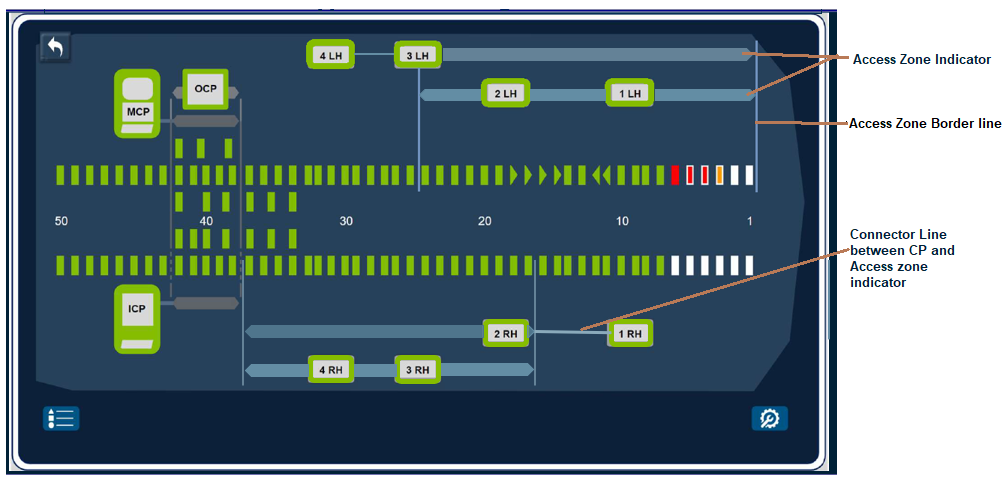 4 LH
3 LH
Access Zone Indicator
OCP
2 LH
1 LH
MCP
Access Zone Border line
50
40
30
20
10
1
Connector Line
between CP and
Access zone
indicator
ICP
2 RH
1 RH
4 RH
3 RH